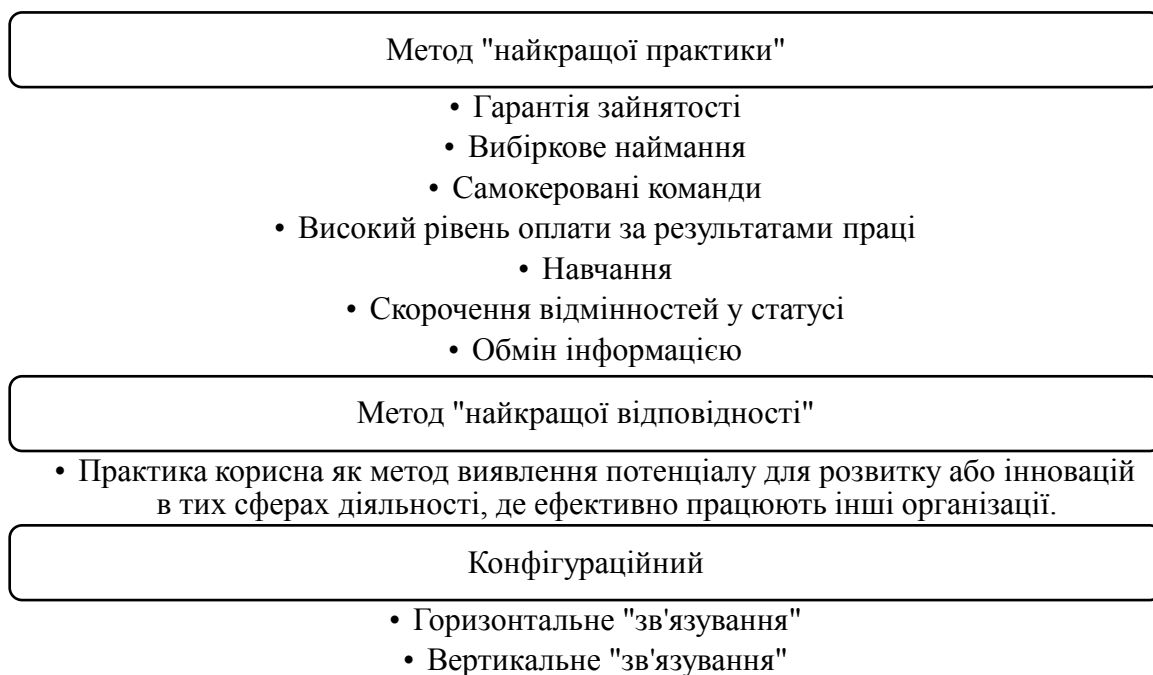 Метод "найкращої практики"
• Гарантія зайнятості
• Вибіркове наймання
• Самокеровані команди
• Високий рівень оплати за результатами праці
• Навчання
• Скорочення відмінностей у статусі
• Обмін інформацією
Метод "найкращої відповідності"
• Практика корисна як метод виявлення потенціалу для розвитку або інновацій
в тих сферах діяльності, де ефективно працюють інші організації.
Конфігураційний
• Горизонтальне "зв'язування"
• Вертикальне "зв'язування"